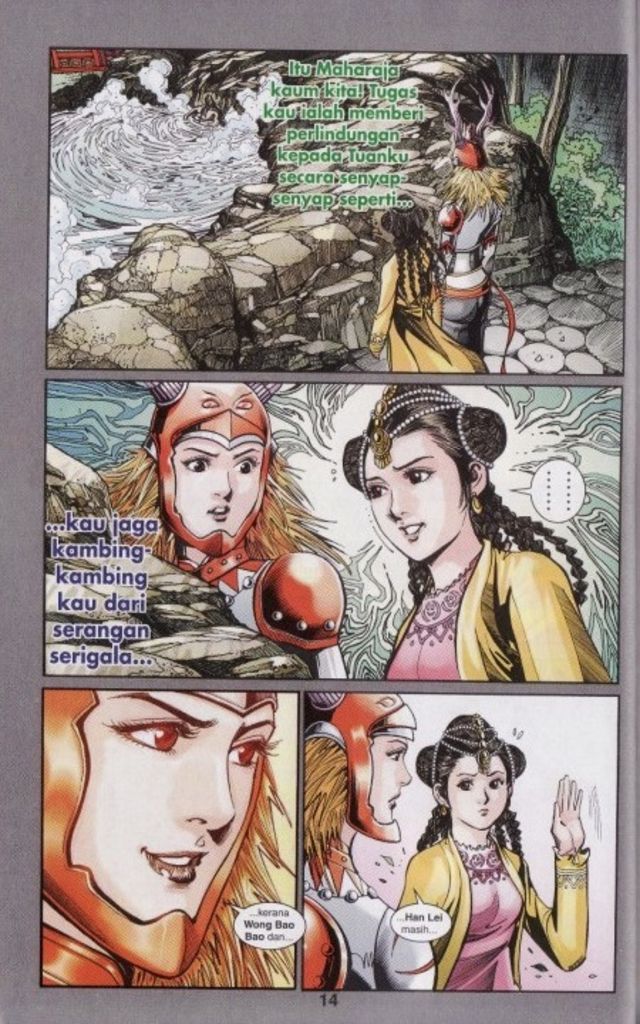 Itu Maharaja
kaum kita! Tugas
kau ialah memberi
perlindungan
kepada Tuanku
secara senyap-
senyap seperti...
...kau jaga
kambing-
kambing
kau dari
serangan
serigala...
...kerana
Wong Bao
Bao dan...
...Han Lei
masih...
14